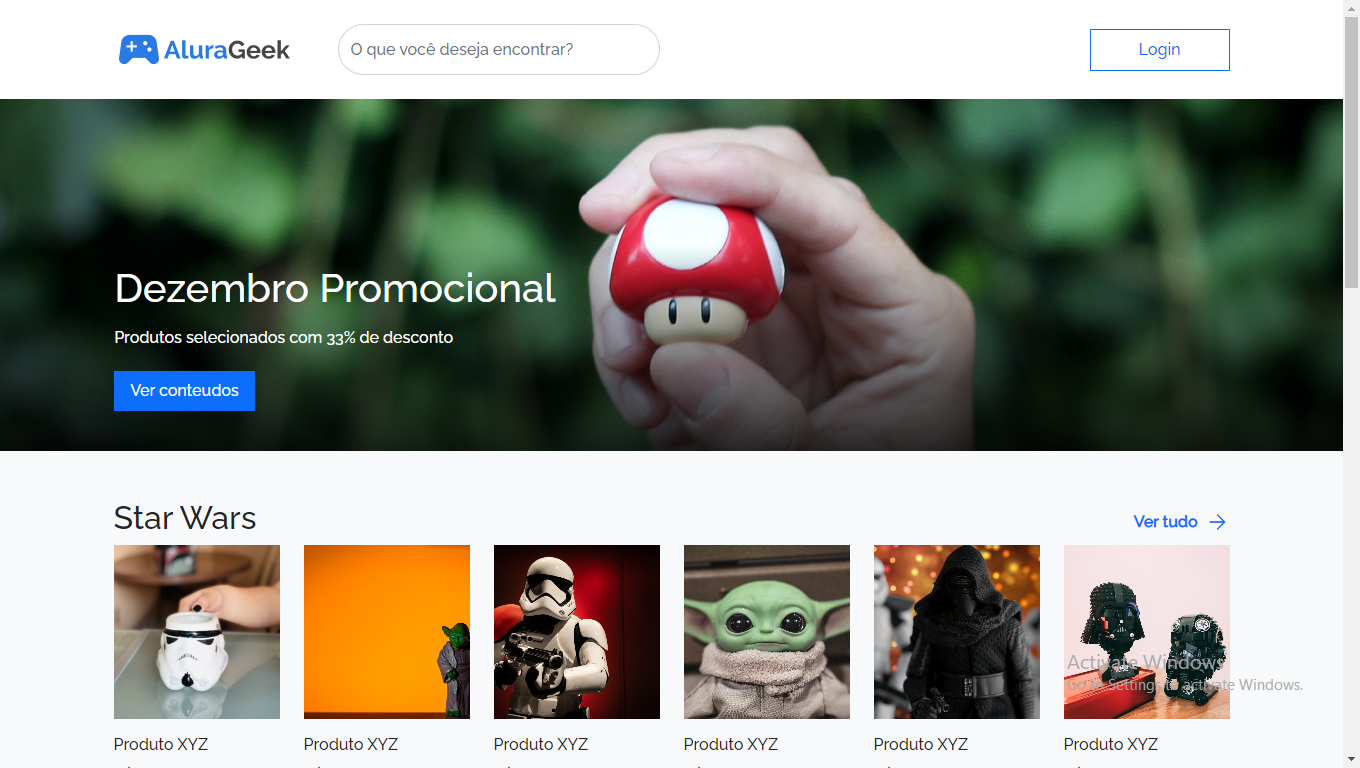 AluraGeek
O que você deseja encontrar?
Login
Dezembro Promocional
Produtos selecionados com 33% de desconto
Ver conteudos
Star Wars
Ver tudo
Activate Windows
Go to Settings to activate Windows.
Produto XYZ
Produto XYZ
Produto XYZ
Produto XYZ
Produto XYZ
Produto XYZ